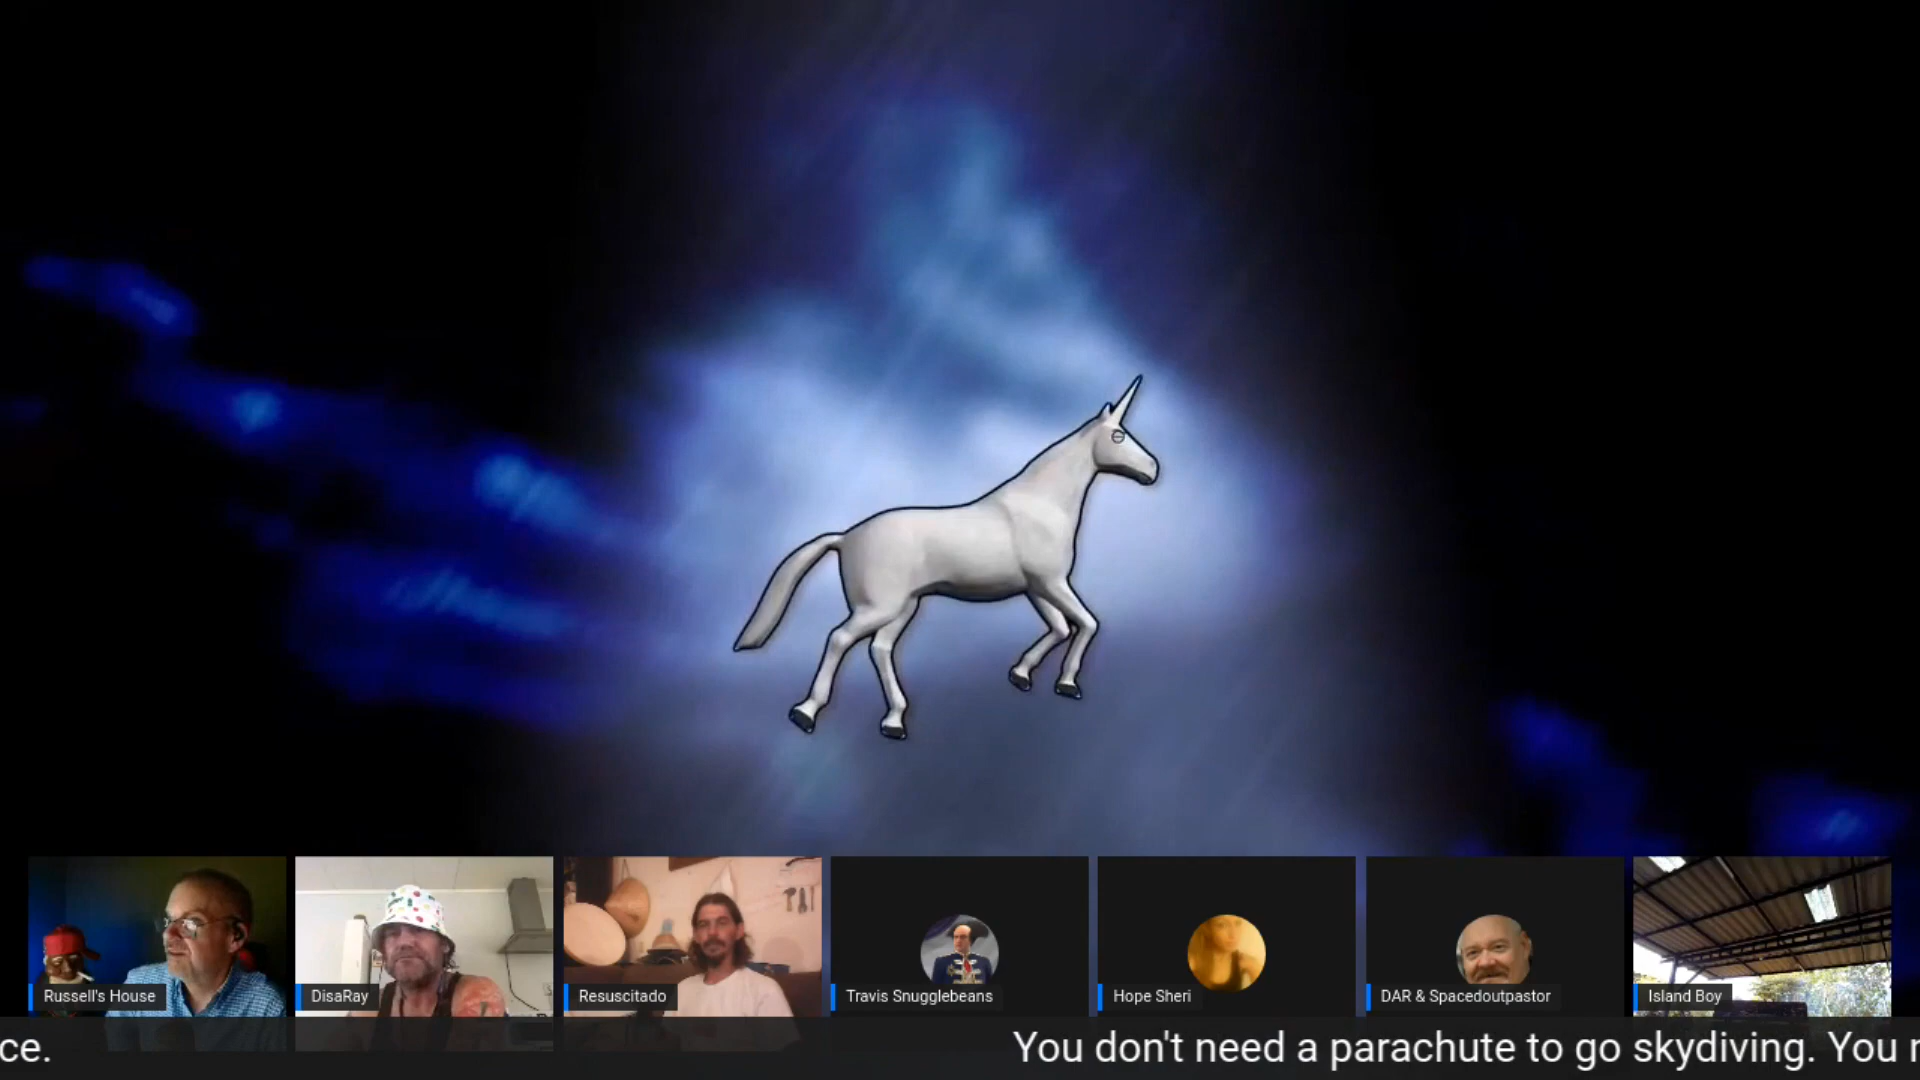 Russell's House
DisaRay
Resuscitado
Travis Snugglebeans
Hope Sheri
DAR & Spacedoutpastor
Island Boy
ce. You don't need a parachute to go skydiving. You